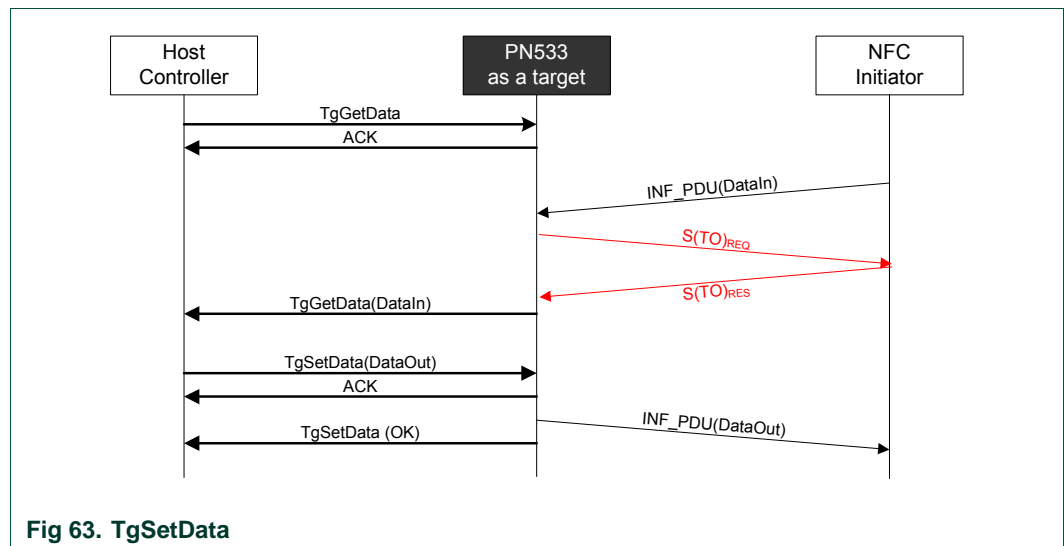 Host
Controller
PN533
as a target
NFC
Initiator
TgGetData
ACK
INF_PDU(DataIn)
S(TO)REQ
S(TO)RES
TgGetData(DataIn)
TgSetData(DataOut)
ACK
INF_PDU(DataOut)
TgSetData (OK)
Fig 63. TgSetData